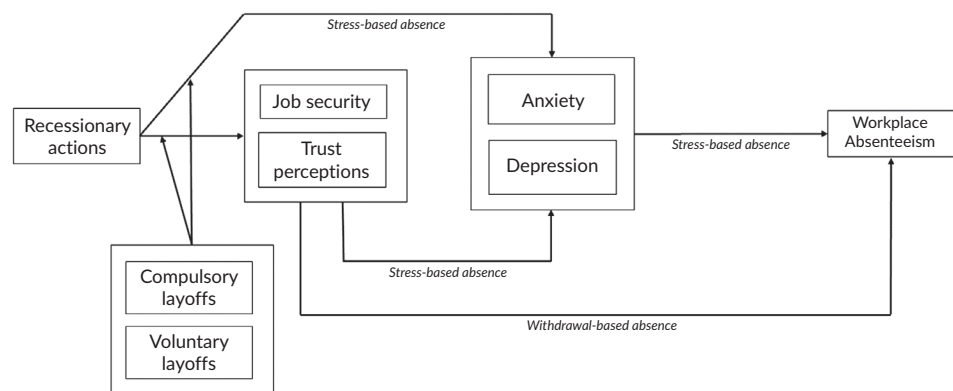 Stress-based absence
Recessionary
actions
Job security
Trust
perceptions
Anxiety
Depression
Stress-based absence
Workplace
Absenteeism
Stress-based absence
Compulsory
layoffs
Voluntary
layoffs
Withdrawal-based absence